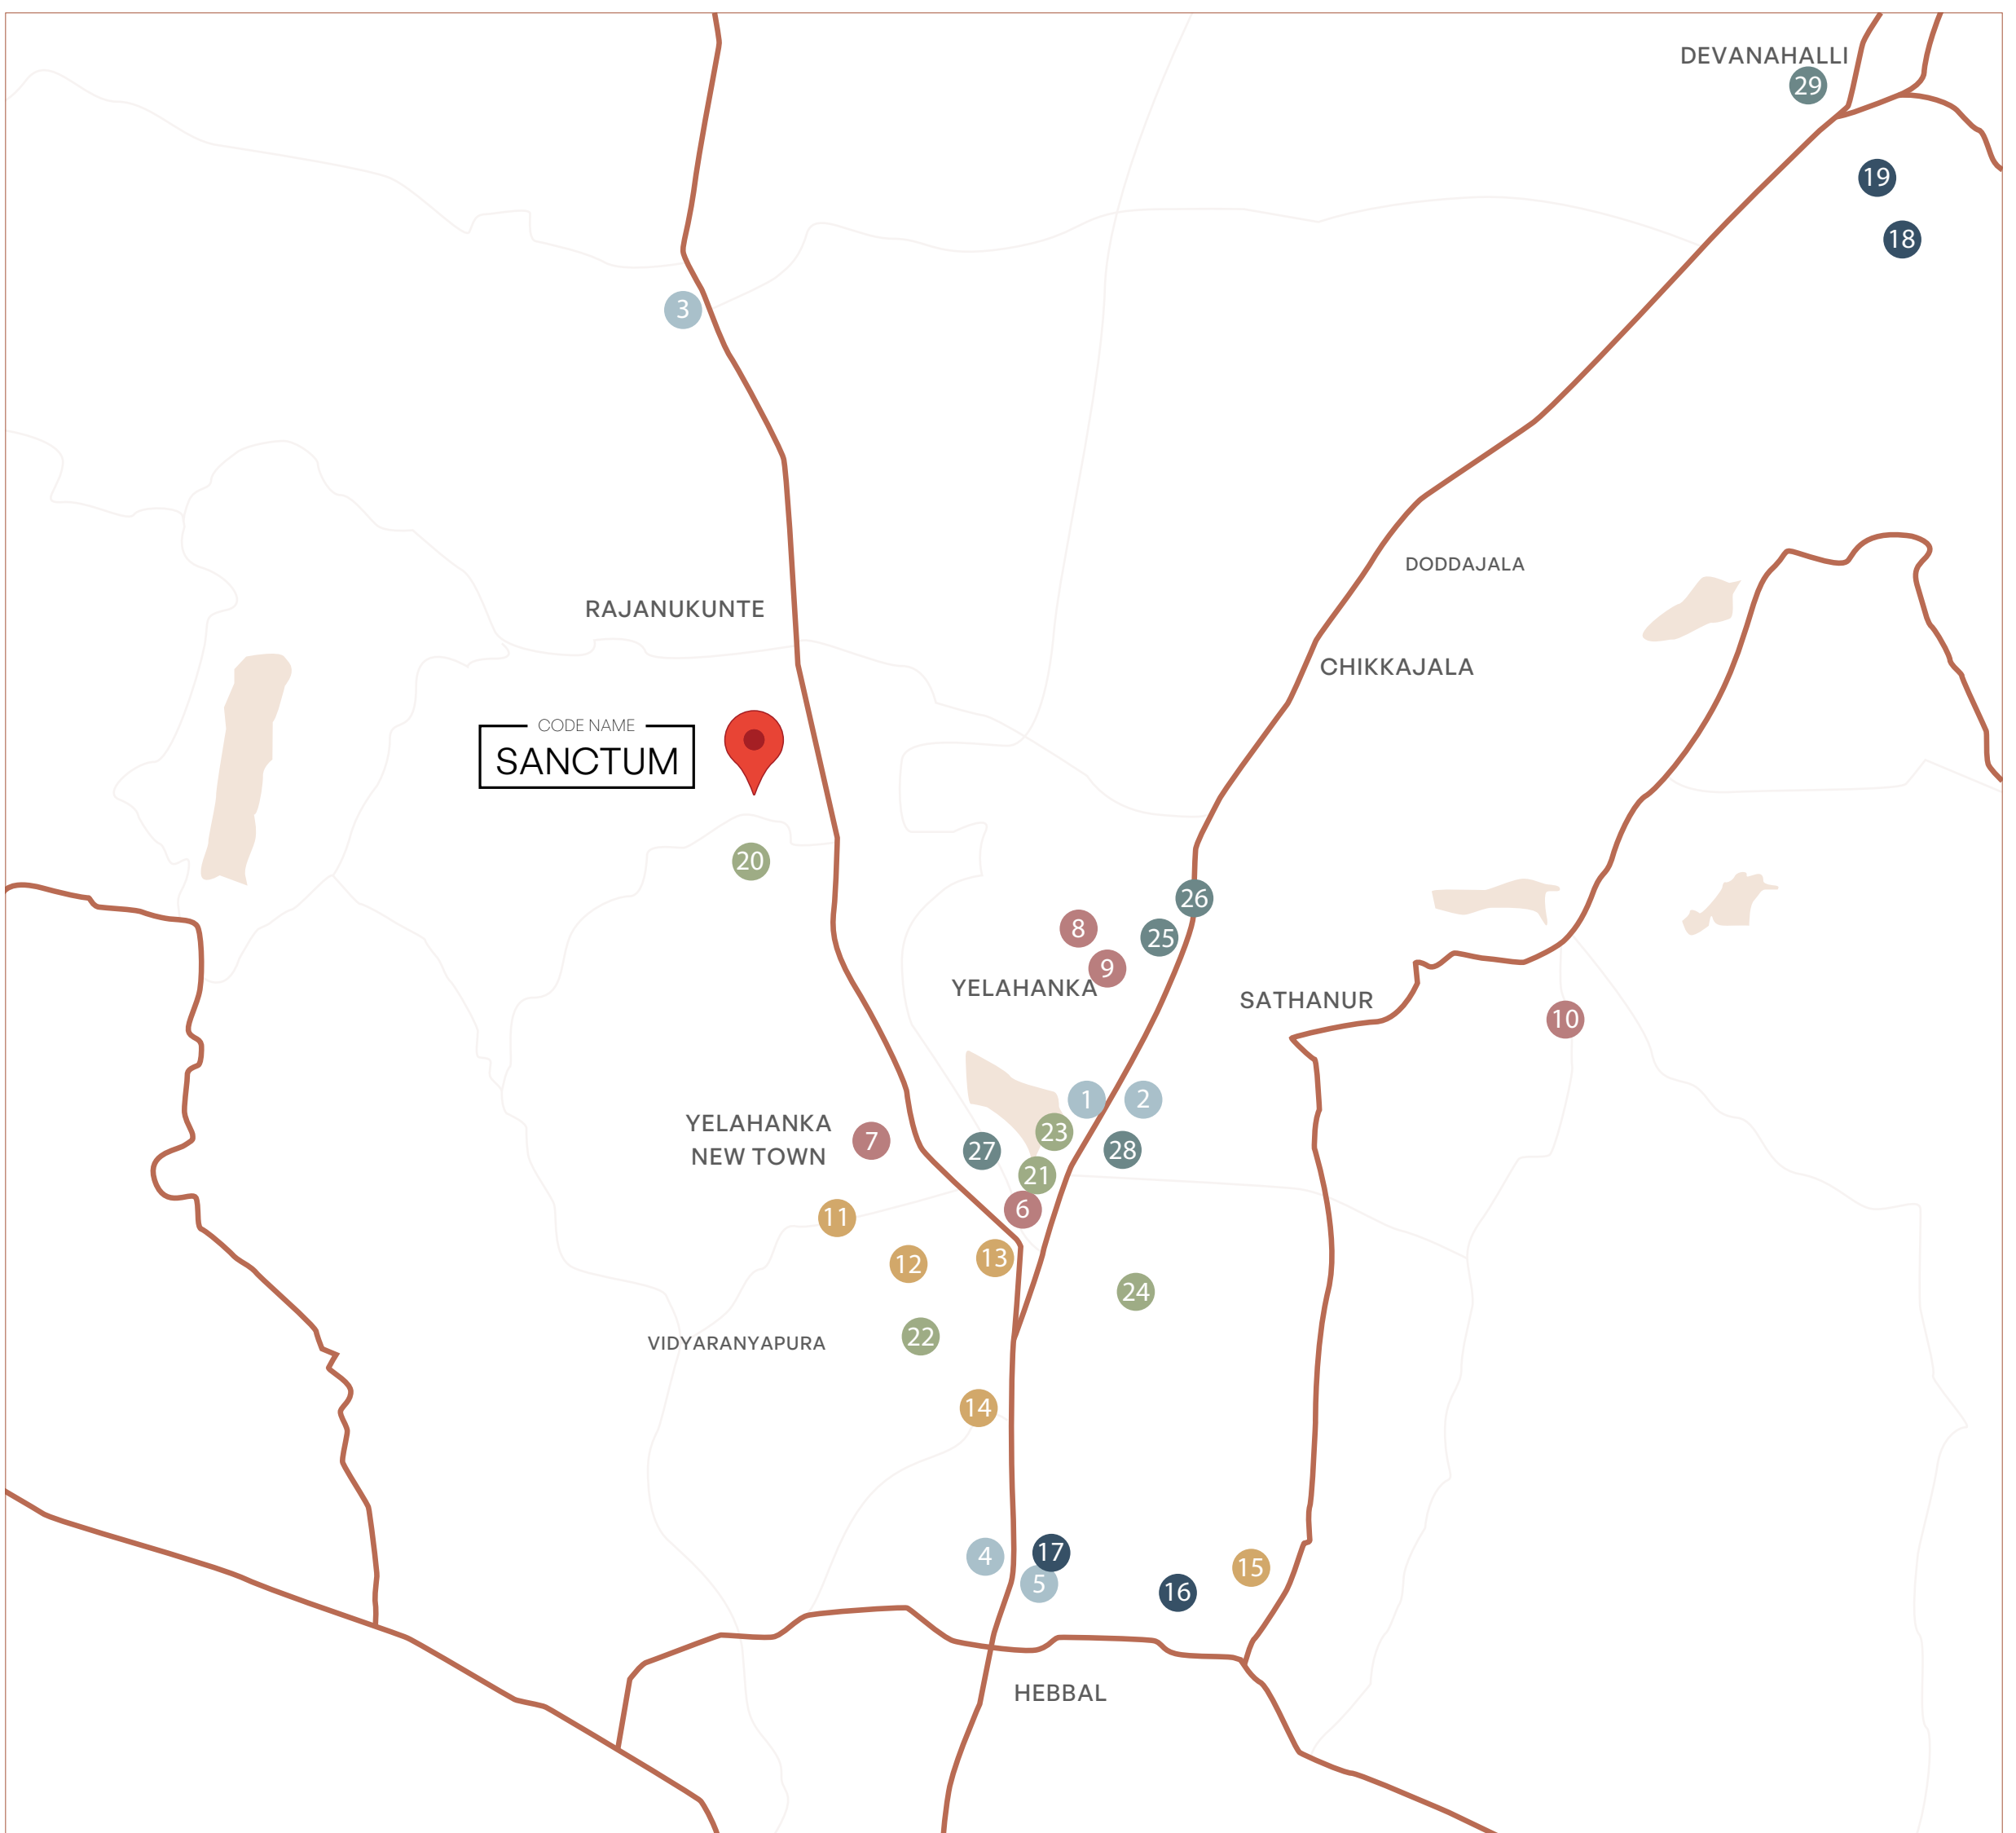 DEVANAHALLI
29
19
18
3
DODDAJALA
RAJANUKUNTE
CHIKKAJALA
CODE NAME
SANCTUM
20
26
8
25
9
YELAHANKA
SATHANUR
10
1
2
YELAHANKA
NEW TOWN
7
23
27
28
21
6
11
12
13
24
22
VIDYARANYAPURA
14
4
17
5
15
16
HEBBAL